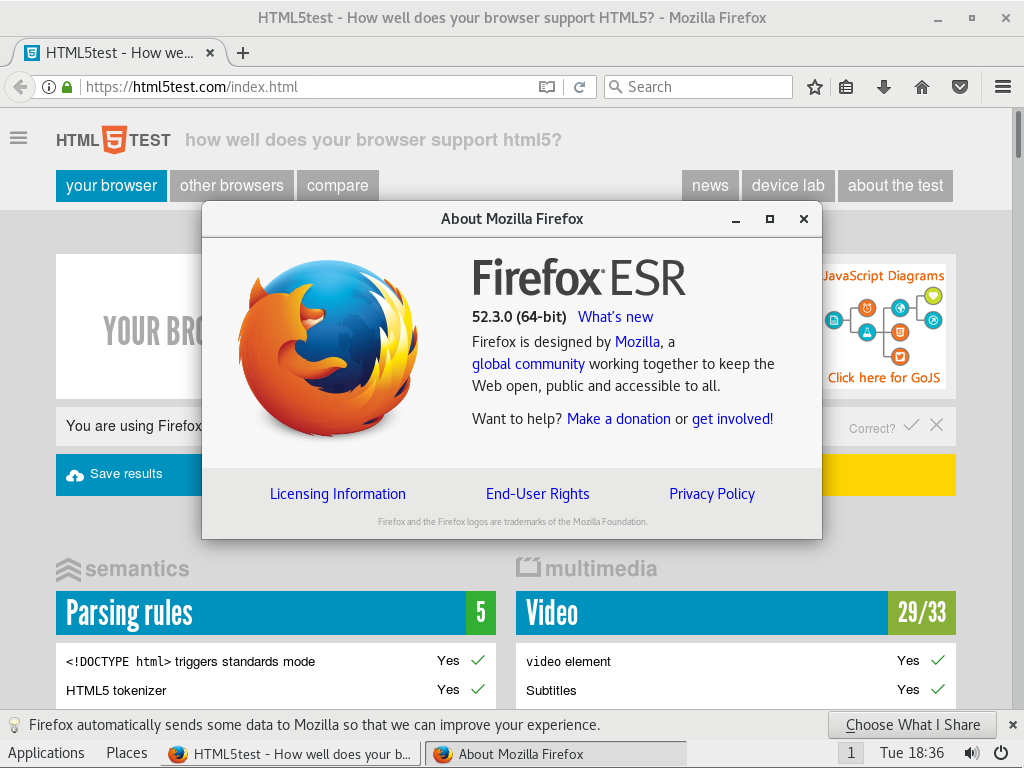 HTML5test - How well does your browser support HTML5? - Mozilla Firefox
HTML5test - How we...
https://html5test.com/index.html
Search
HTML 5 TEST how well does your browser support html5?
your browser other browsers compare news device lab about the test
About Mozilla Firefox
JavaScript Diagrams
Click here for GoJS
YOUR BRO
Firefox ESR
52.3.0 (64-bit) What's new
Firefox is designed by Mozilla, a
global community working together to keep the
Web open, public and accessible to all.
Want to help? Make a donation or get involved!
You are using Firefox
Correct?
Save results
Licensing Information End-User Rights Privacy Policy
Firefox and the Firefox logos are trademarks of the Mozilla Foundation.
semantics
Parsing rules 5
<!DOCTYPE html> triggers standards mode Yes
HTML5 tokenizer Yes
multimedia
Video 29/33
video element Yes
Subtitles Yes
Firefox automatically sends some data to Mozilla so that we can improve your experience. Choose What I Share
Applications Places HTML5test - How well does your b... About Mozilla Firefox 1 Tue 18:36